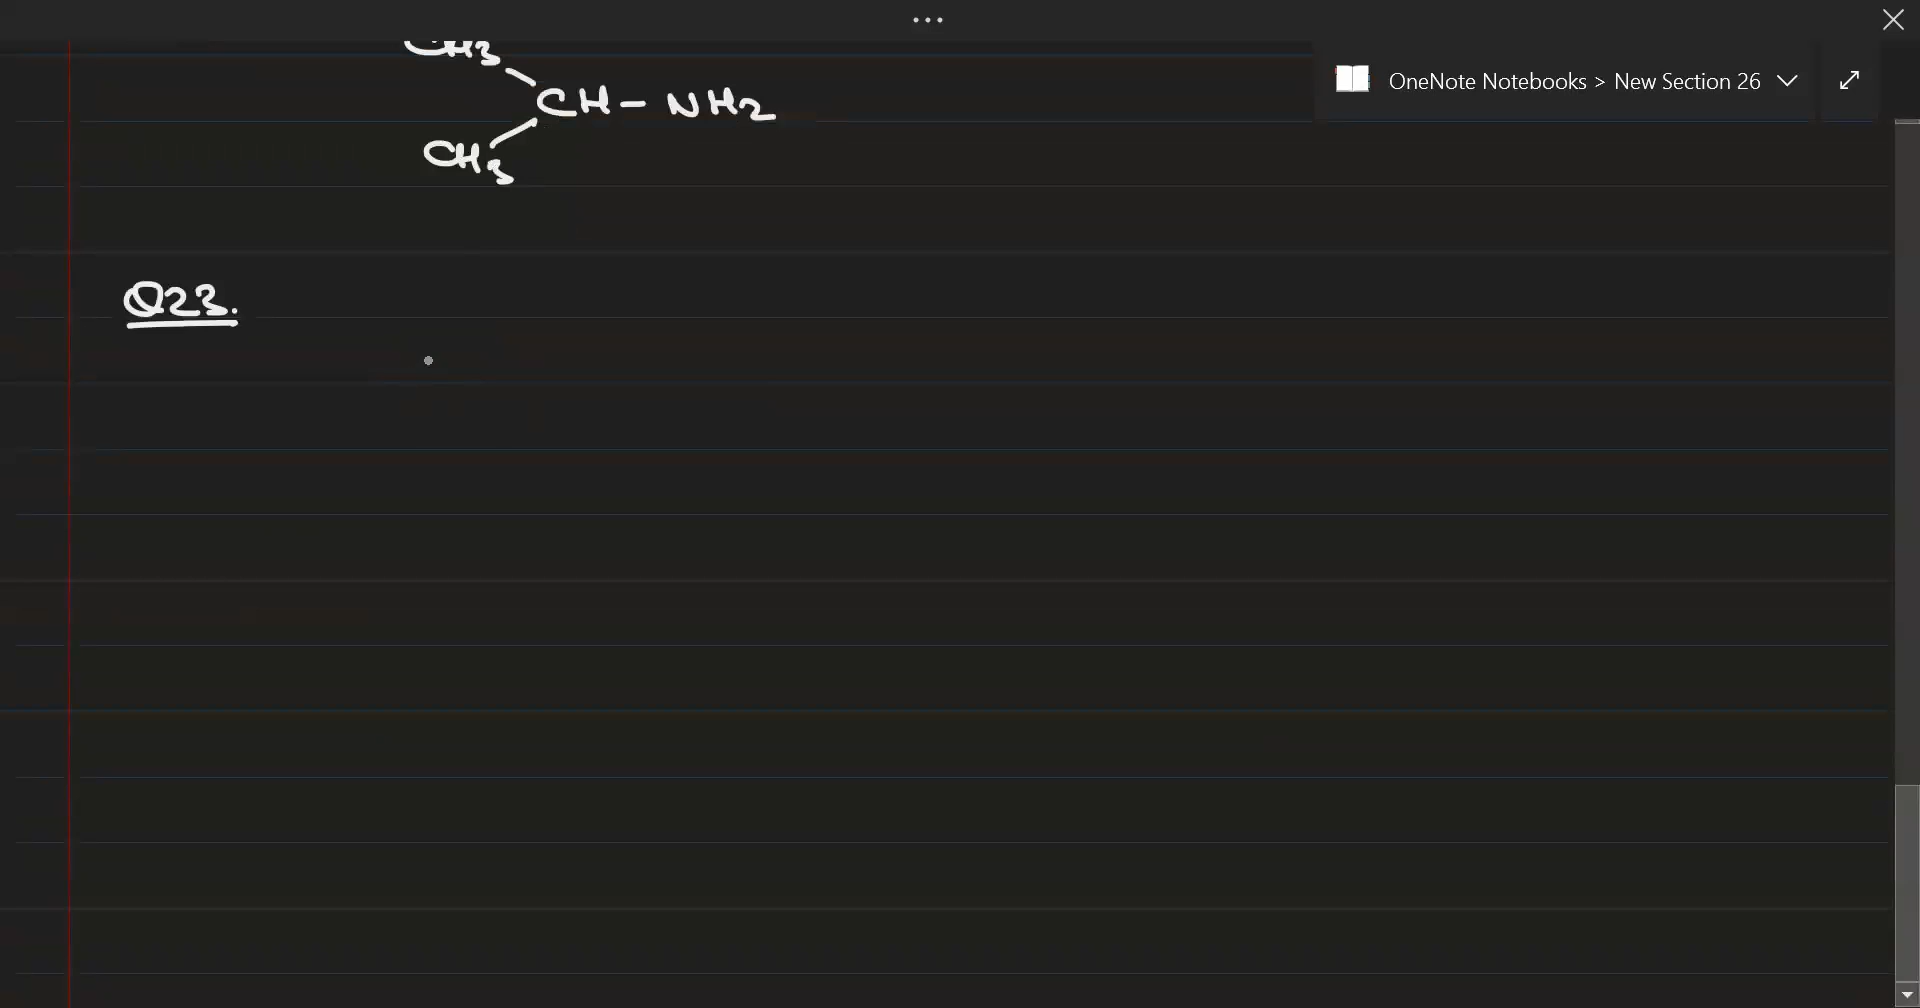 CH3
OneNote Notebooks > New Section 26
CH - NH2
CH3
Q23.